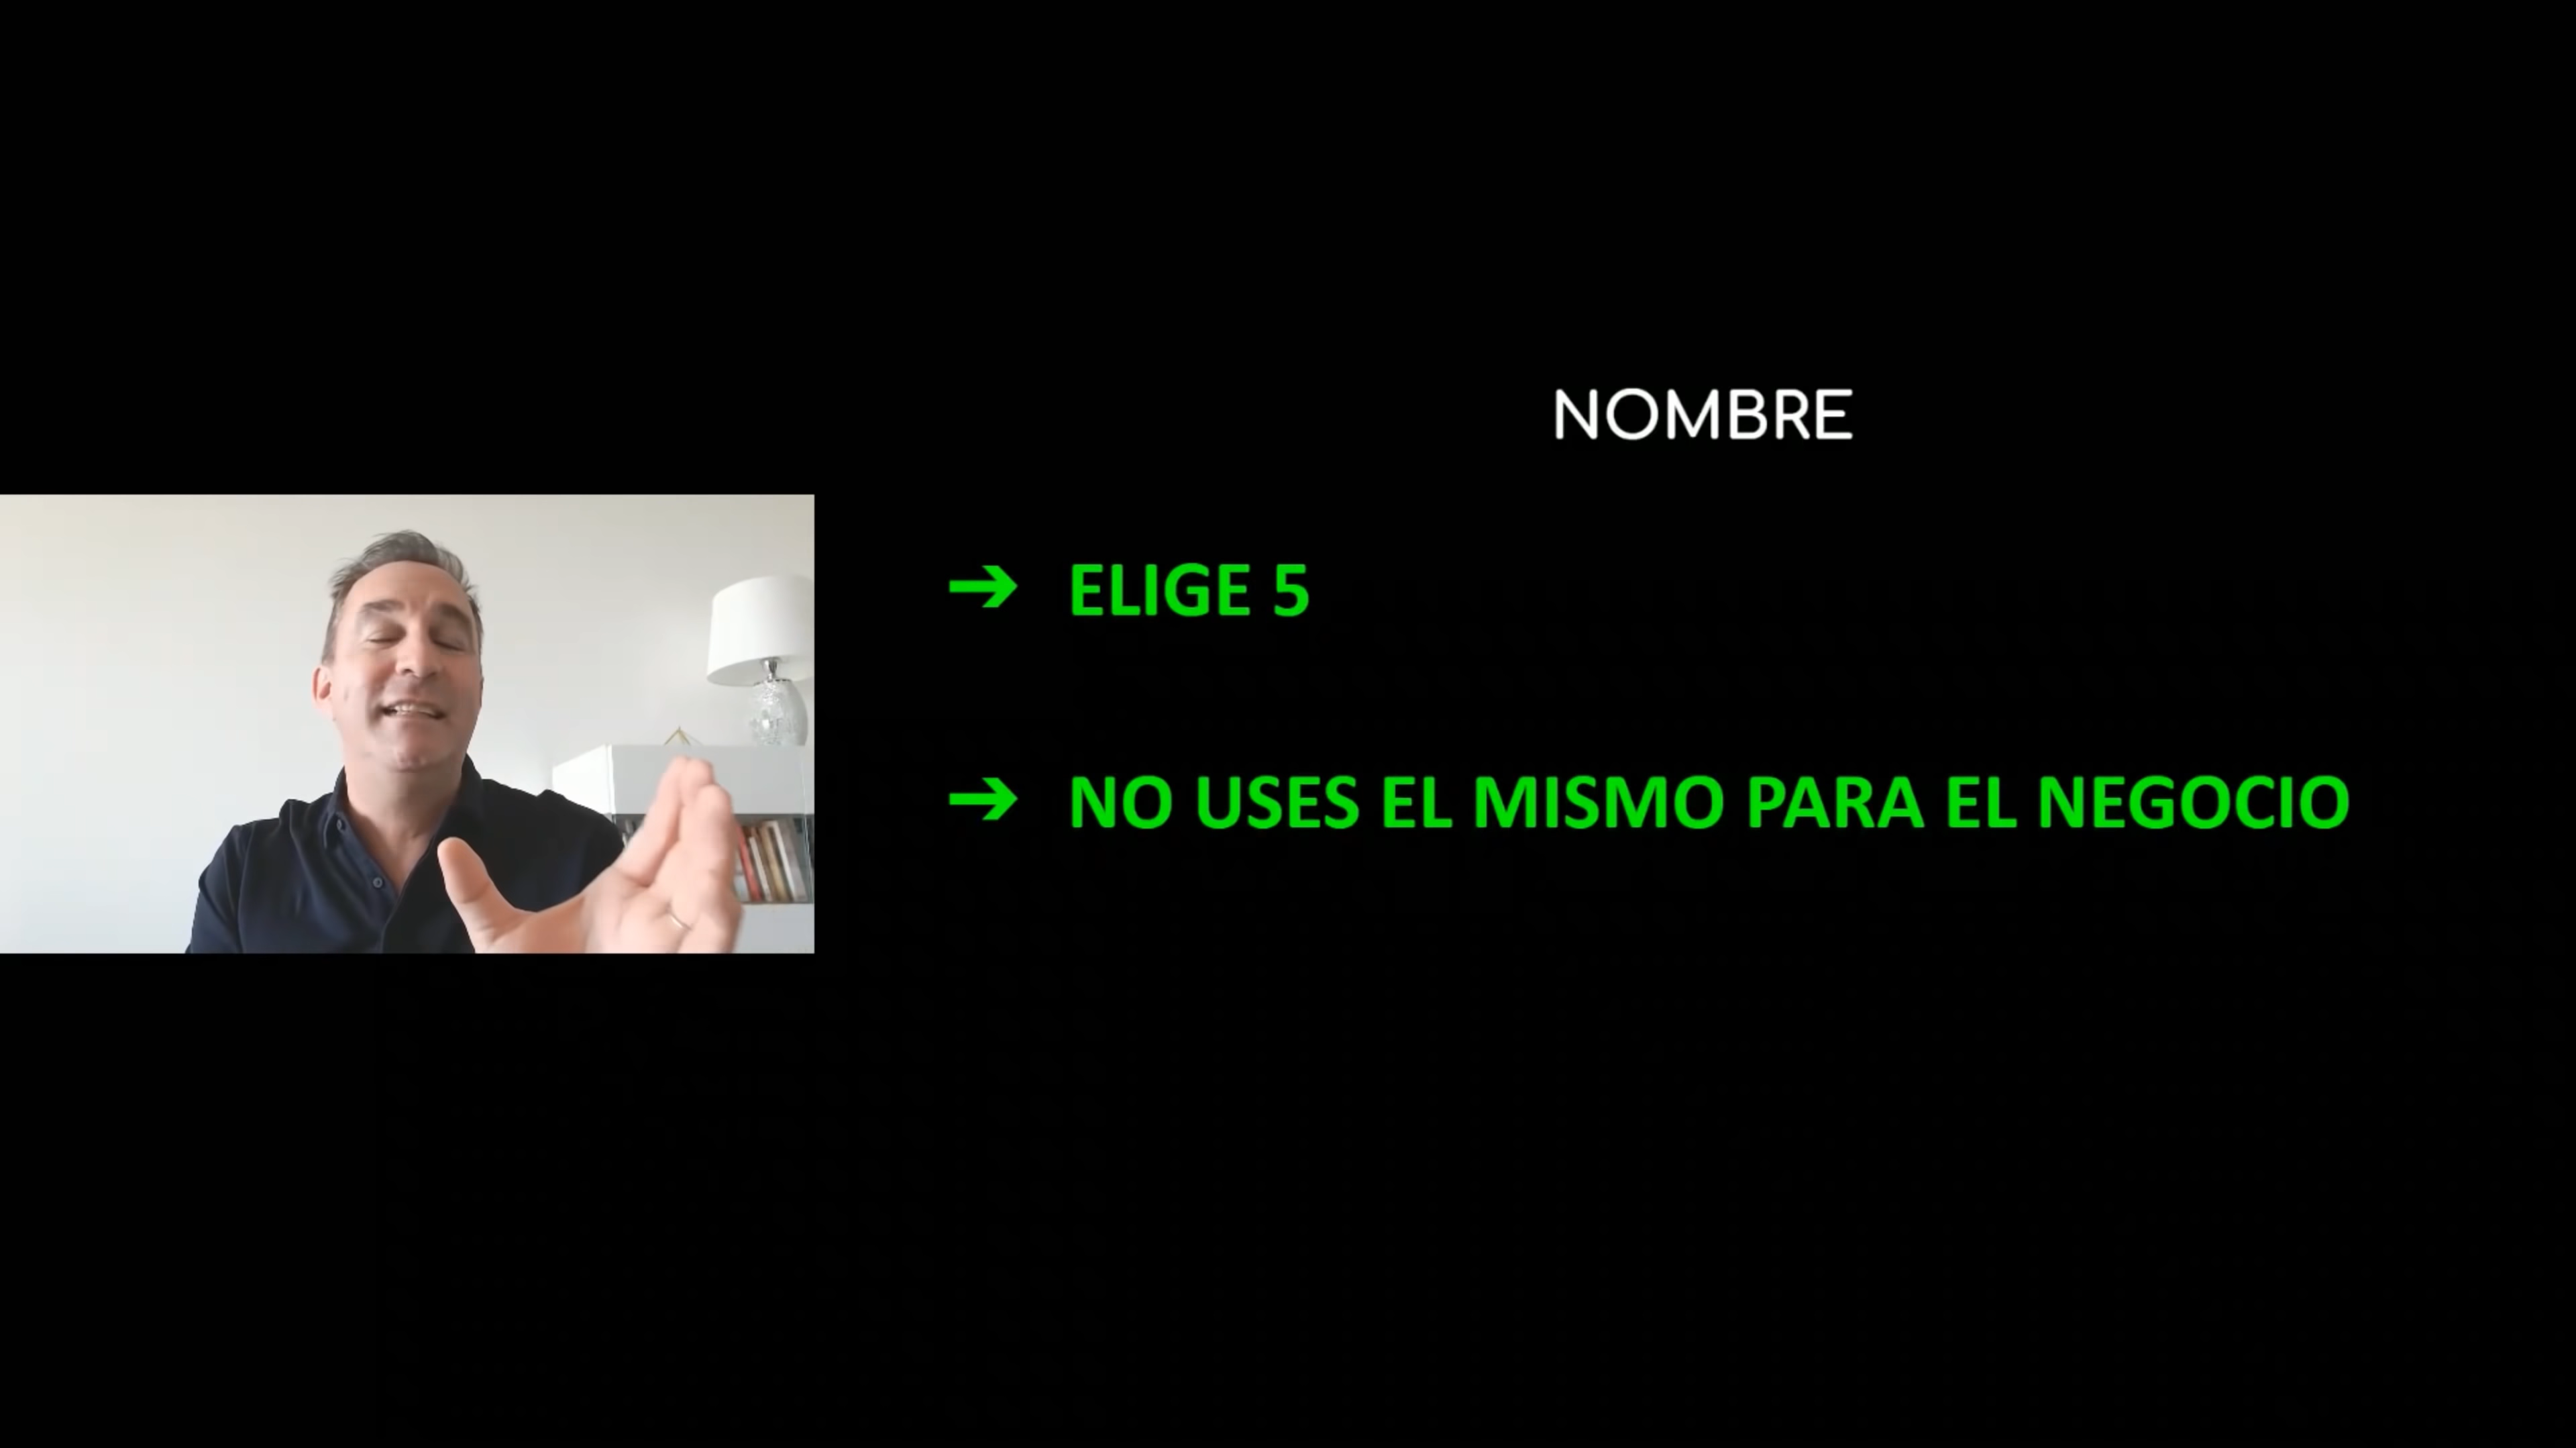 NOMBRE
➔ ELIGE 5
➔ NO USES EL MISMO PARA EL NEGOCIO